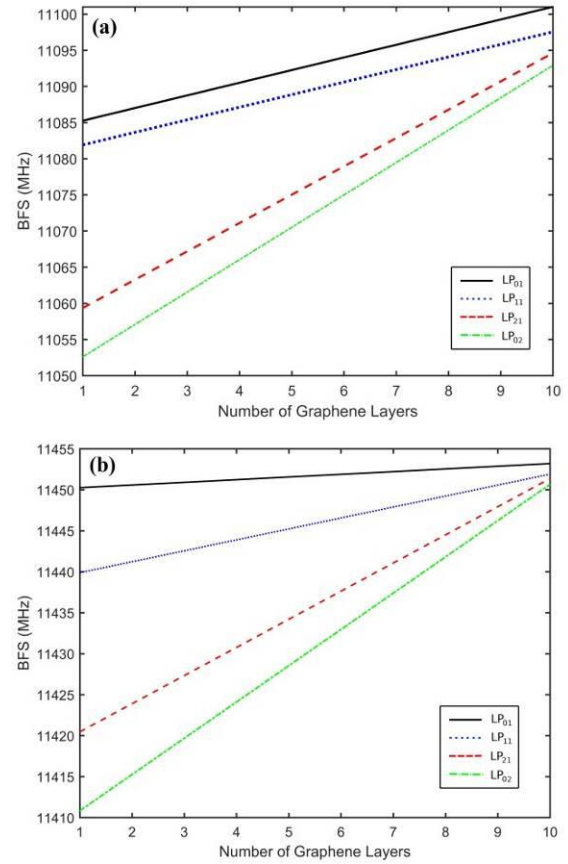 (a)
BFS (MHz)
11100
11095
11090
11085
11080
11075
11070
11065
11060
11055
11050
1 2 3 4 5 6 7 8 9 10
Number of Graphene Layers
LP01
LP11
LP21
LP02
(b)
BFS (MHz)
11455
11450
11445
11440
11435
11430
11425
11420
11415
11410
1 2 3 4 5 6 7 8 9 10
Number of Graphene Layers
LP01
LP11
LP21
LP02